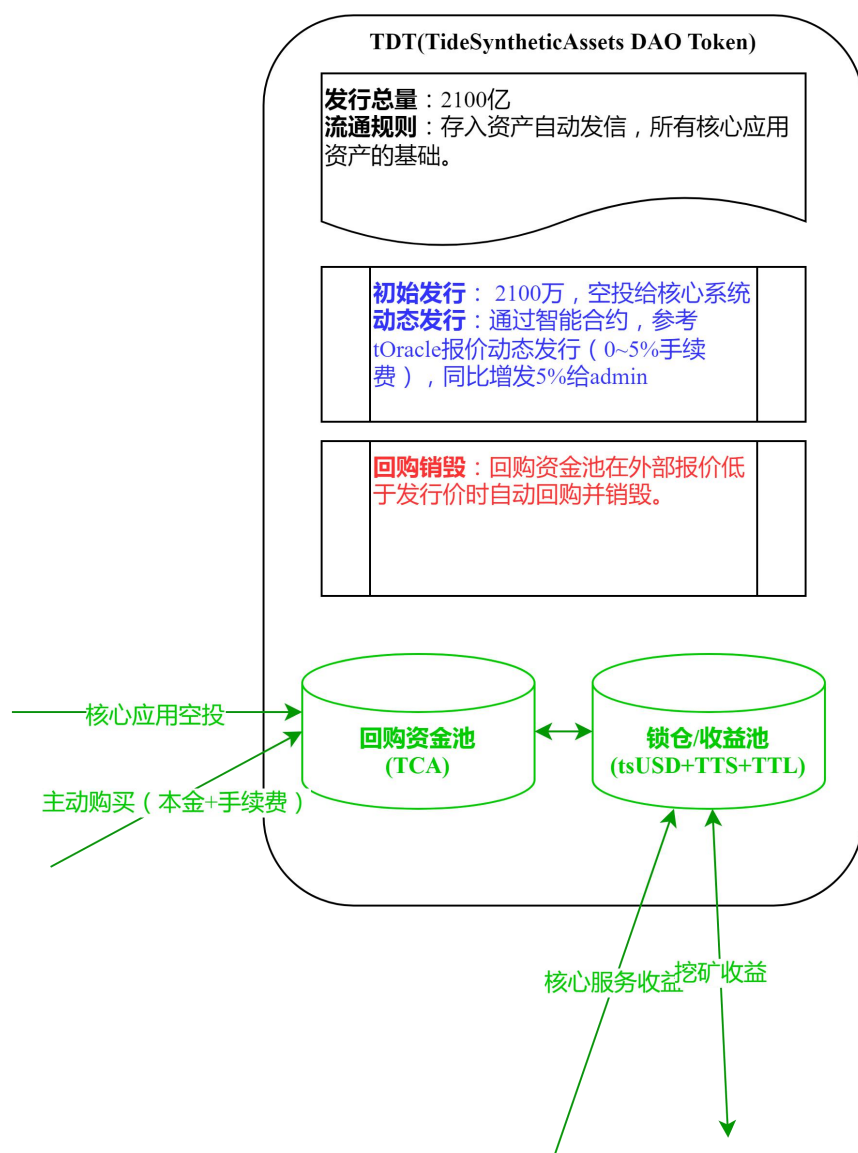 TDT(TideSyntheticAssets DAO Token)
发行总量：2100亿
流通规则：存入资产自动发信，所有核心应用
资产的基础。
初始发行： 2100万，空投给核心系统
动态发行：通过智能合约，参考
tOracle报价动态发行（0~5%手续
费），同比增发5%给admin
回购销毁：回购资金池在外部报价低
于发行价时自动回购并销毁。
核心应用空投
回购资金池
(TCA)
锁仓/收益池
(tsUSD+TTS+TTL)
主动购买（本金+手续费）
核心服务收益
挖矿收益